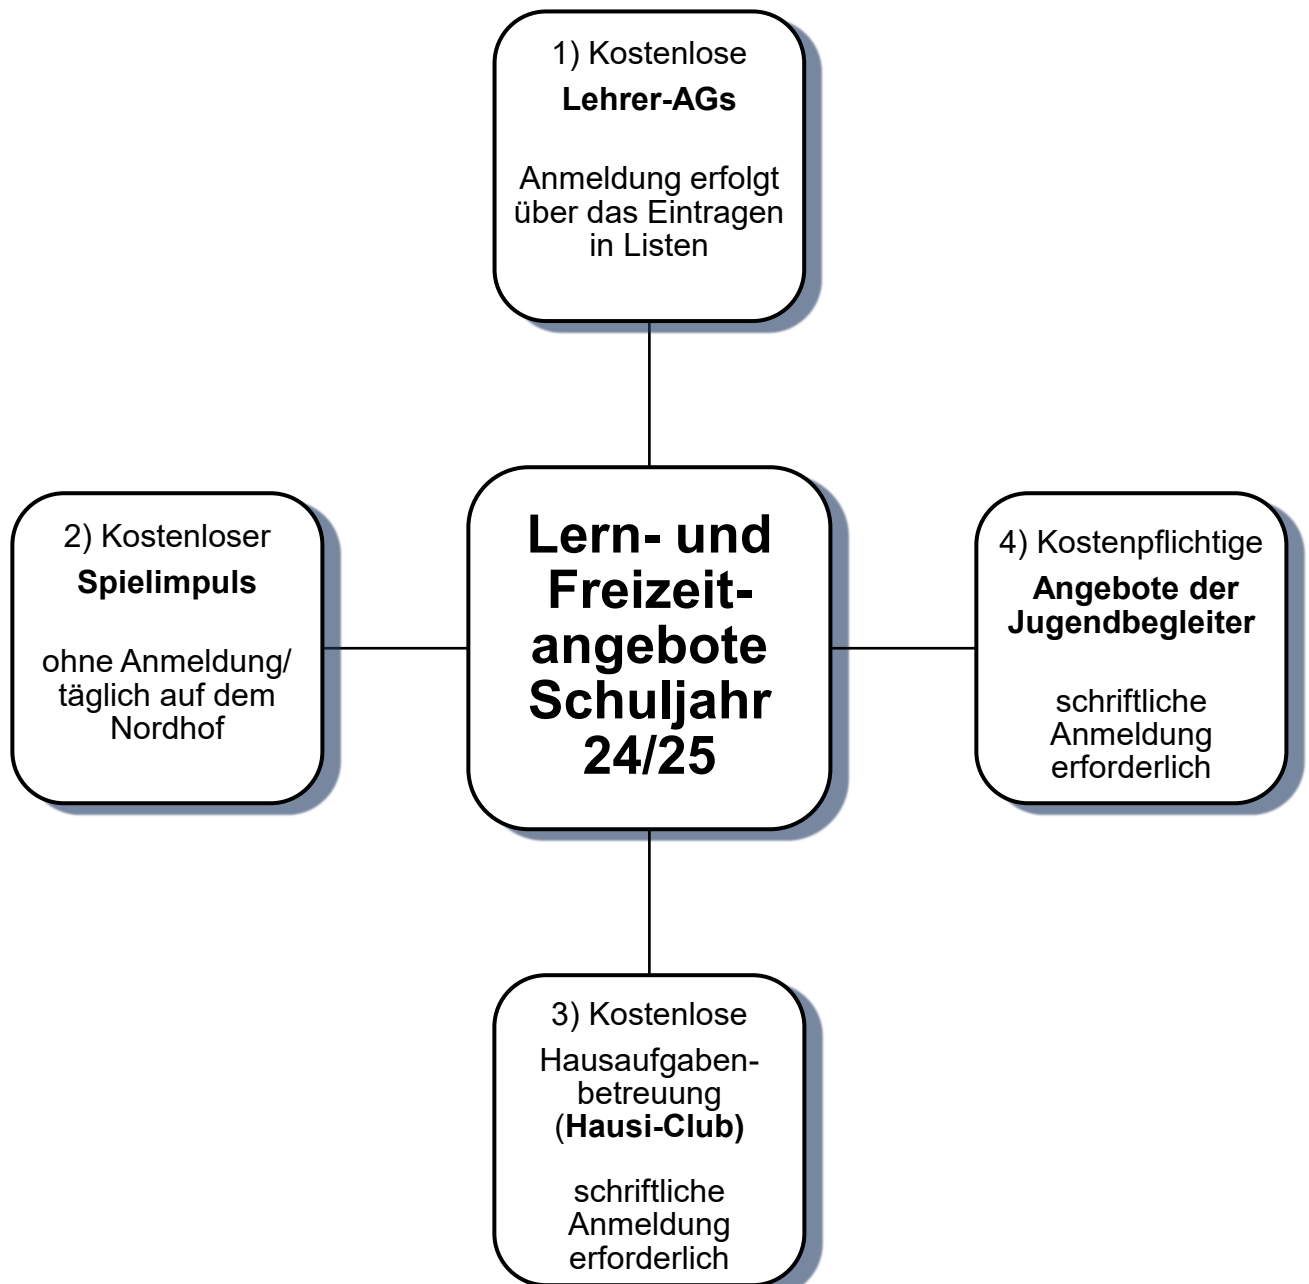 1) Kostenlose
Lehrer-AGs
Anmeldung erfolgt
über das Eintragen
in Listen
2) Kostenloser
Spielimpuls
ohne Anmeldung/
täglich auf dem
Nordhof
Lern- und
Freizeit-
angebote
Schuljahr
24/25
4) Kostenpflichtige
Angebote der
Jugendbegleiter
schriftliche
Anmeldung
erforderlich
3) Kostenlose
Hausaufgaben-
betreuung
(Hausi-Club)
schriftliche
Anmeldung
erforderlich